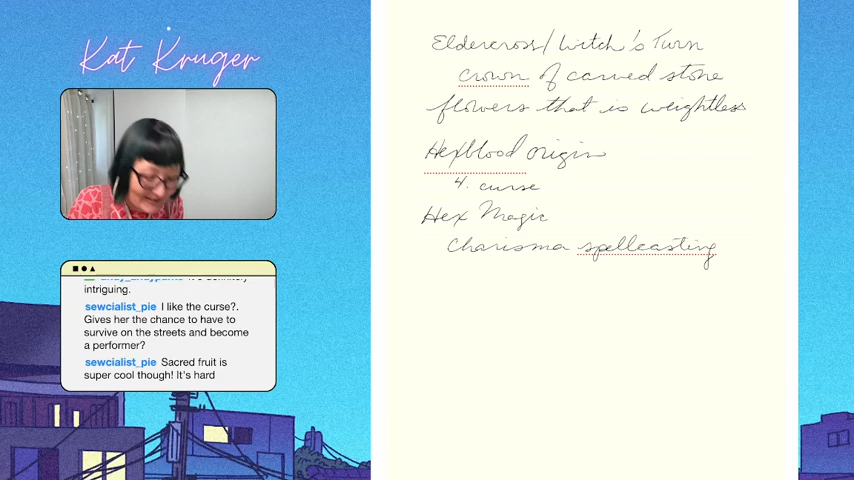 Kat Kruger
intriguing.
sewcialist_pie I like the curse?.
Gives her the chance to have to
survive on the streets and become
a performer?
sewcialist_pie Sacred fruit is
super cool though! It's hard
Eldercross/Witch's Turn
crown of carved stone
flowers that is weightless
Hexblood origin
4. curse
Hex Magic
Charisma spellcasting